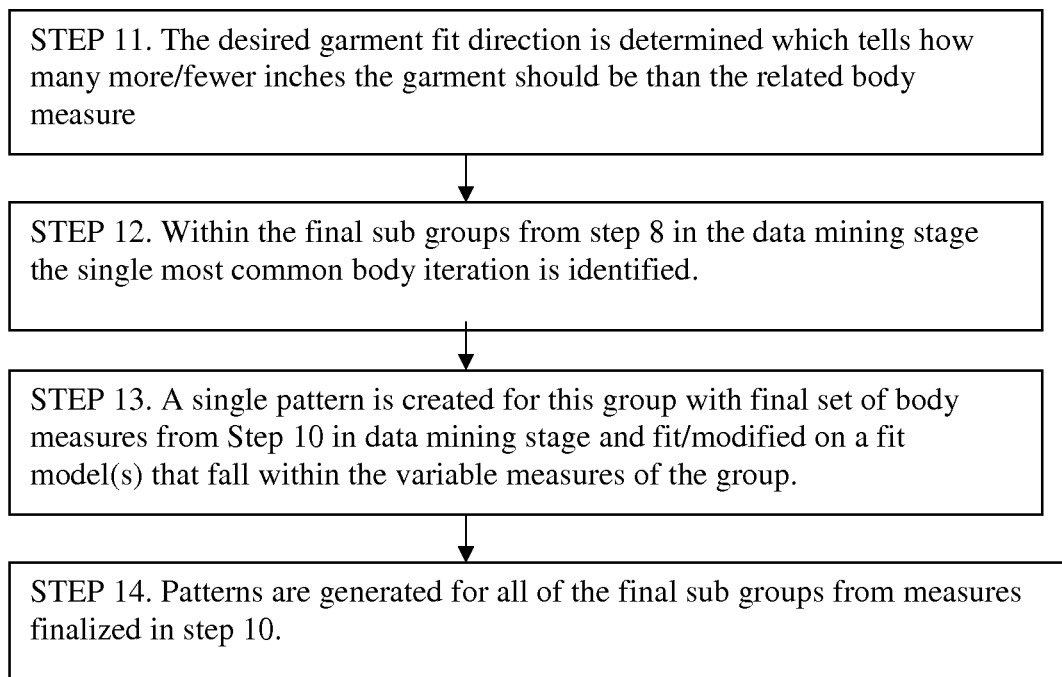 STEP 11. The desired garment fit direction is determined which tells how
many more/fewer inches the garment should be than the related body
measure
STEP 12. Within the final sub groups from step 8 in the data mining stage
the single most common body iteration is identified.
STEP 13. A single pattern is created for this group with final set of body
measures from Step 10 in data mining stage and fit/modified on a fit
model(s) that fall within the variable measures of the group.
STEP 14. Patterns are generated for all of the final sub groups from measures
finalized in step 10.